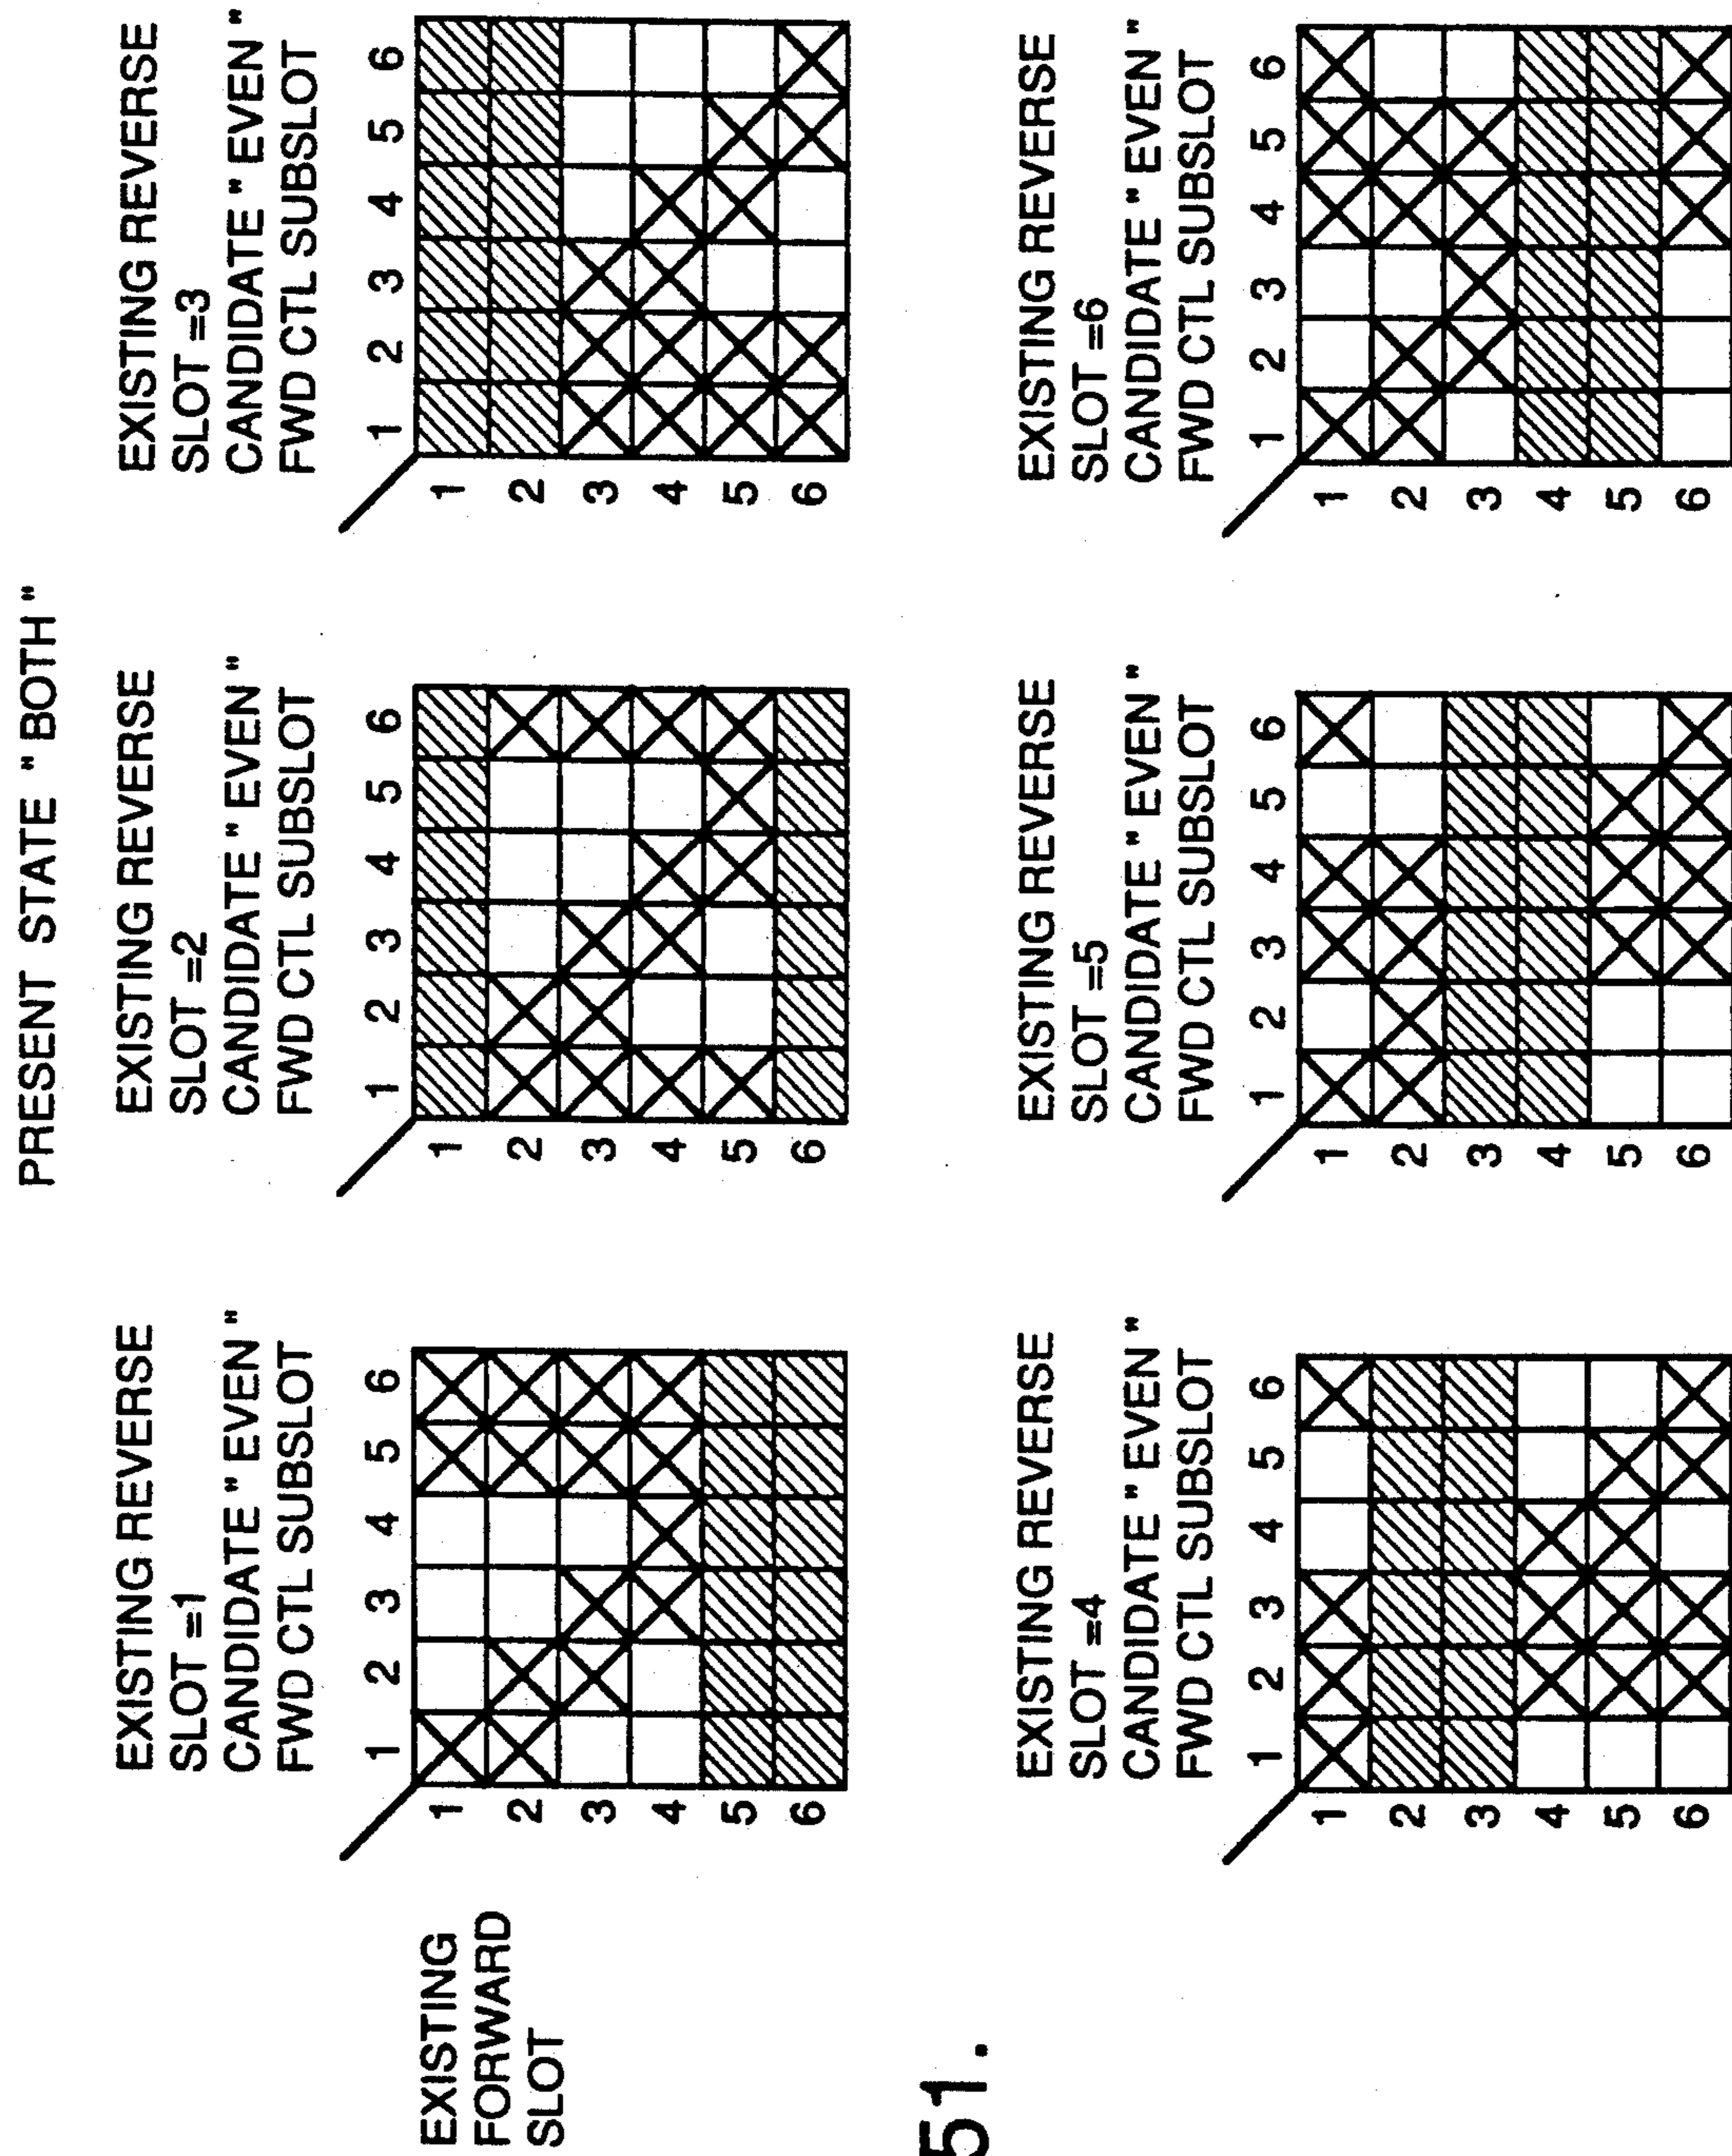 PRESENT STATE "BOTH"
EXISTING REVERSE
SLOT =1
CANDIDATE "EVEN"
FWD CTL SUBSLOT
1 2 3 4 5 6
EXISTING
FORWARD
SLOT
1
2
3
4
5
6
EXISTING REVERSE
SLOT =2
CANDIDATE "EVEN"
FWD CTL SUBSLOT
1 2 3 4 5 6
1
2
3
4
5
6
EXISTING REVERSE
SLOT =3
CANDIDATE "EVEN"
FWD CTL SUBSLOT
1 2 3 4 5 6
1
2
3
4
5
6
51.
EXISTING REVERSE
SLOT =4
CANDIDATE "EVEN"
FWD CTL SUBSLOT
1 2 3 4 5 6
1
2
3
4
5
6
EXISTING REVERSE
SLOT =5
CANDIDATE "EVEN"
FWD CTL SUBSLOT
1 2 3 4 5 6
1
2
3
4
5
6
EXISTING REVERSE
SLOT =6
CANDIDATE "EVEN"
FWD CTL SUBSLOT
1 2 3 4 5 6
1
2
3
4
5
6